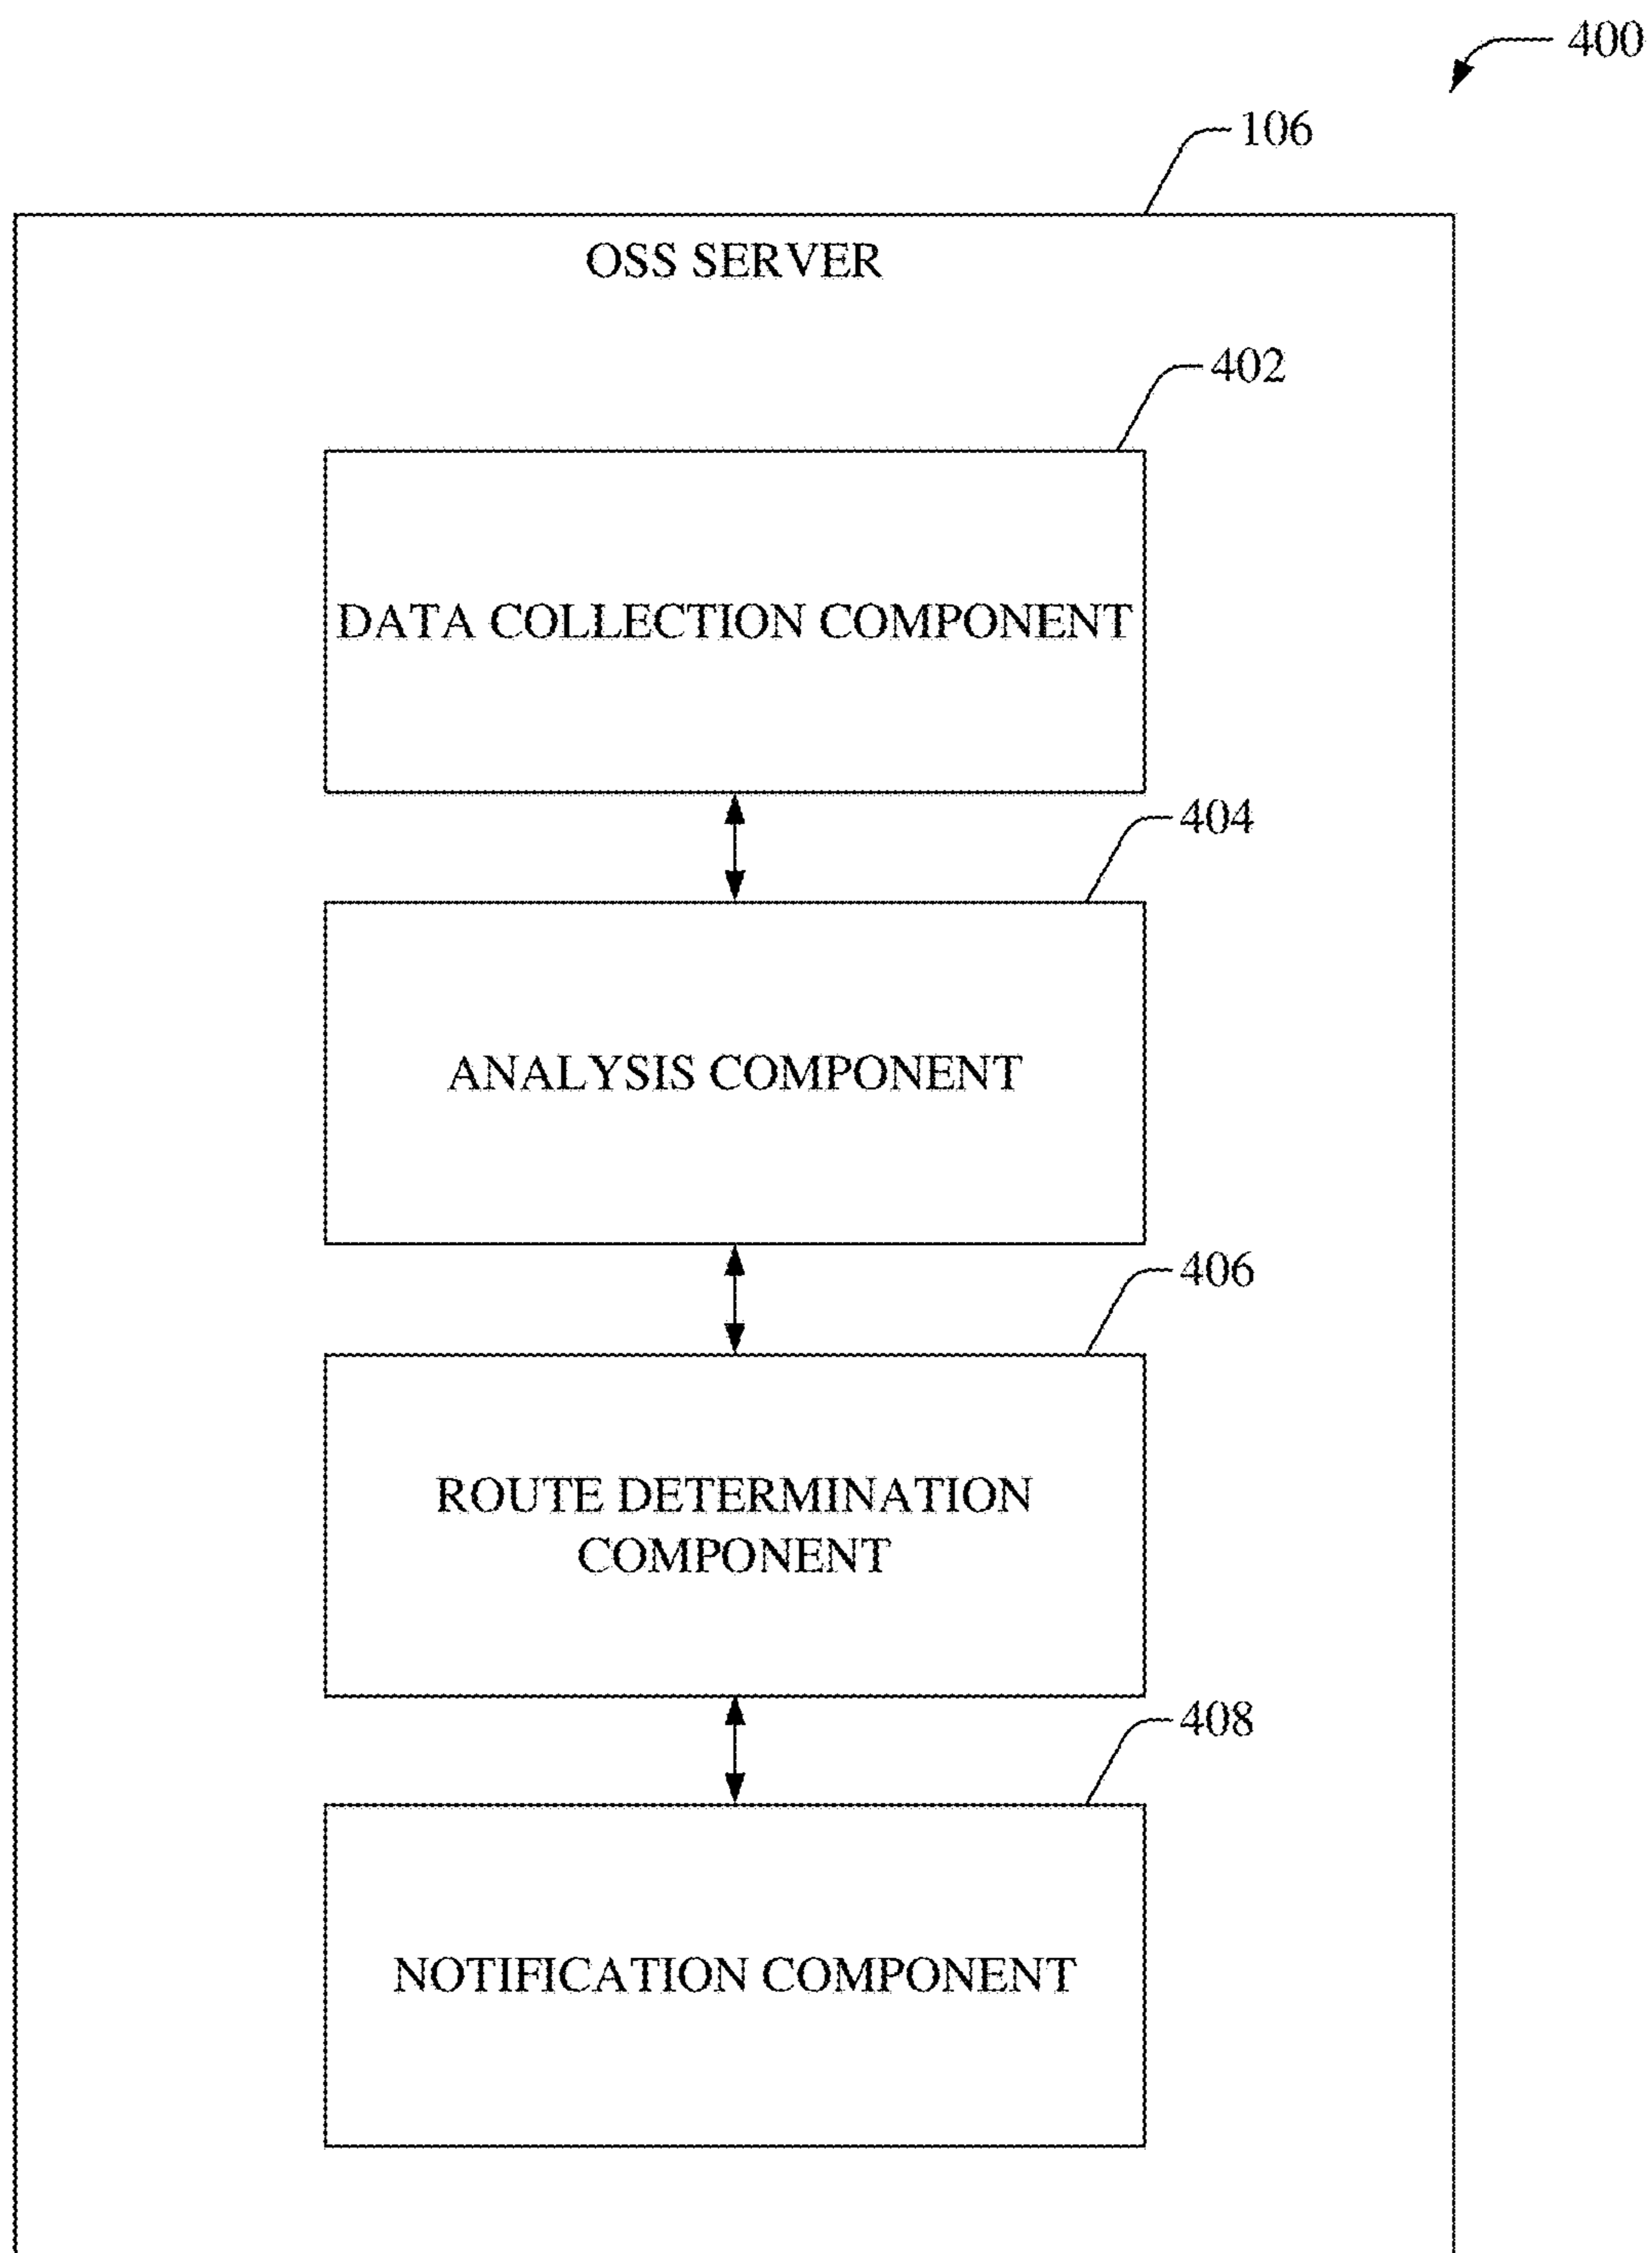 400
106
OSS SERVER
402
DATA COLLECTION COMPONENT
404
ANALYSIS COMPONENT
406
ROUTE DETERMINATION
COMPONENT
408
NOTIFICATION COMPONENT